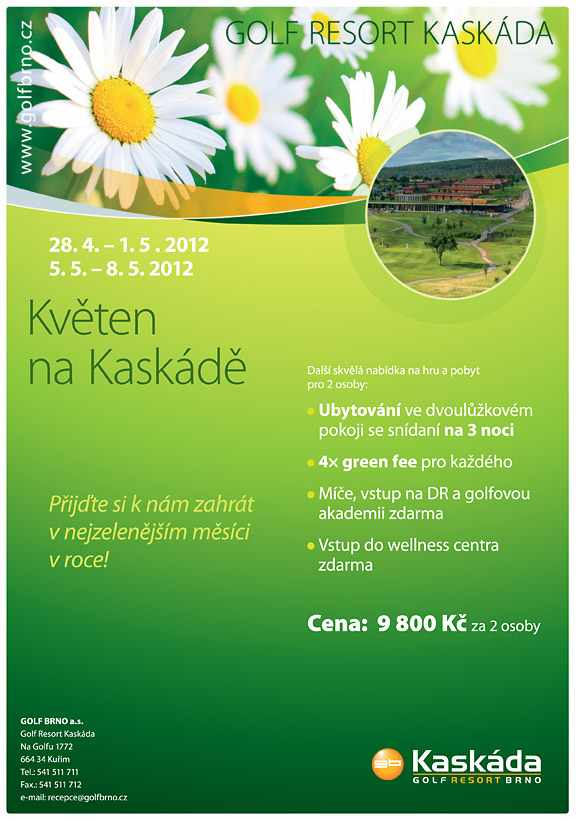 GOLF RESORT KASKÁDA
www.golfbrno.cz
28. 4. – 1. 5 . 2012
5. 5. – 8. 5. 2012
Květen
na Kaskádě
Další skvělá nabídka na hru a pobyt
pro 2 osoby:
• Ubytování ve dvoulůžkovém
pokoji se snídaní na 3 noci
• 4× green fee pro každého
• Míče, vstup na DR a golfovou
akademii zdarma
• Vstup do wellness centra
zdarma
Přijďte si k nám zahrát
v nejzelenějším měsíci
v roce!
Cena: 9 800 Kč za 2 osoby
GOLF BRNO a.s.
Golf Resort Kaskáda
Na Golfu 1772
664 34 Kuřim
Tel.: 541 511 711
Fax.: 541 511 712
e-mail: recepce@golfbrno.cz
gb Kaskáda
GOLF RESORT BRNO